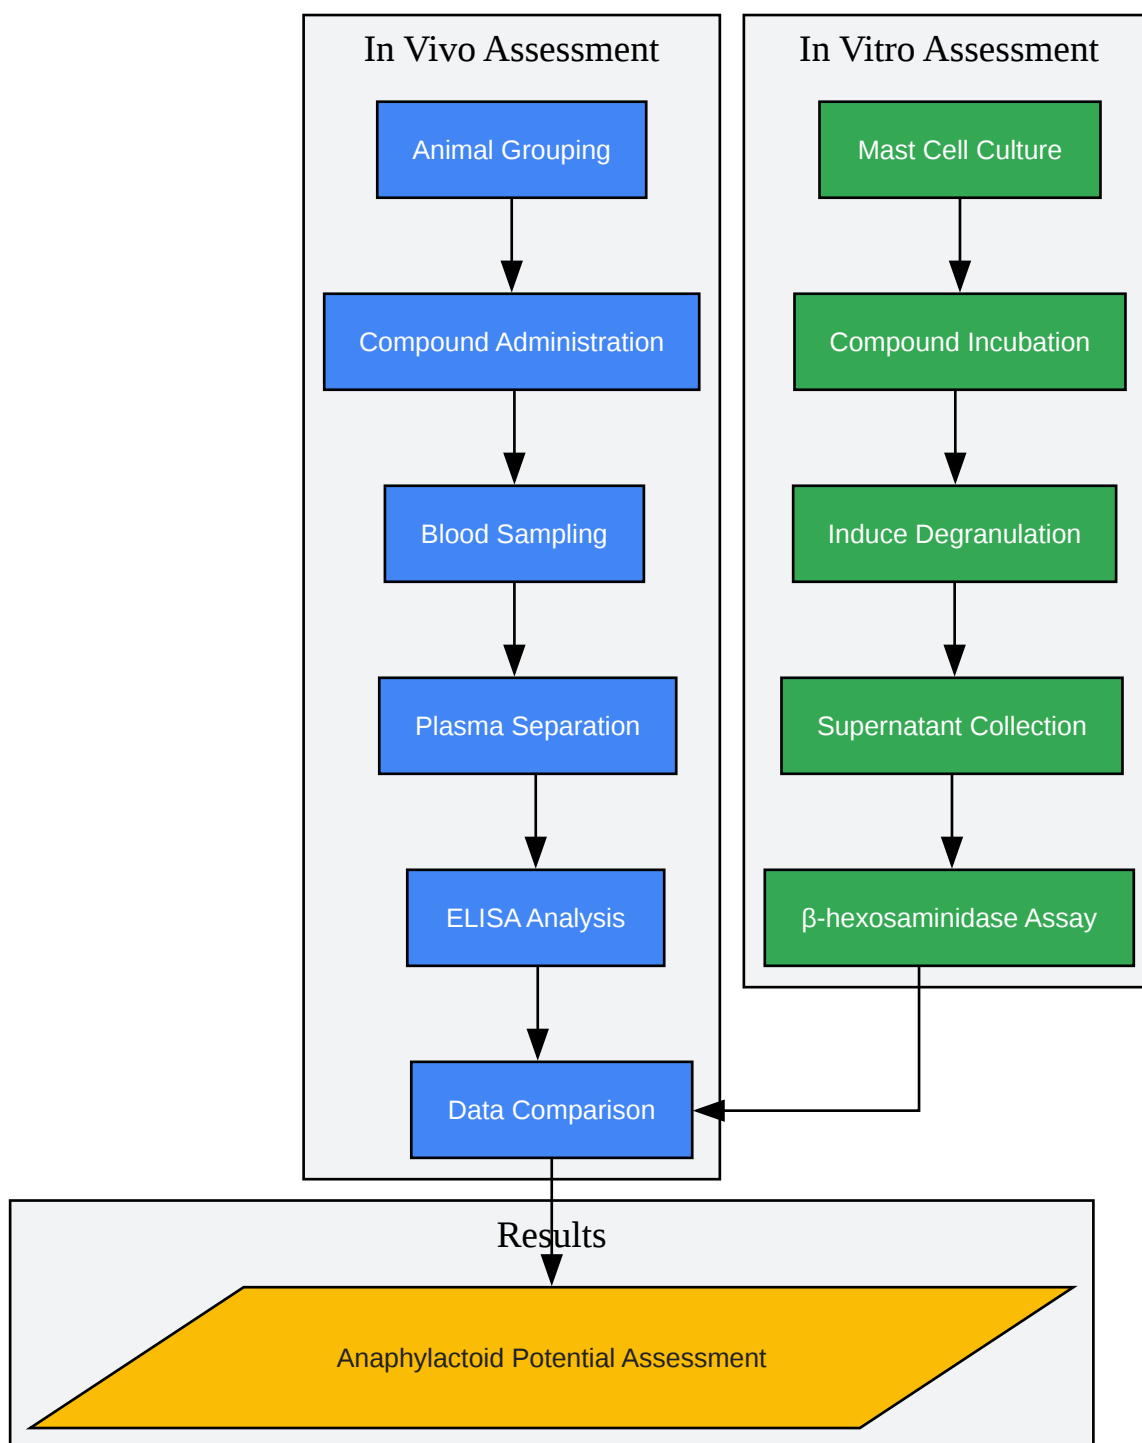 In Vivo Assessment
Animal Grouping
Compound Administration
Blood Sampling
Plasma Separation
ELISA Analysis
Data Comparison
In Vitro Assessment
Mast Cell Culture
Compound Incubation
Induce Degranulation
Supernatant Collection
β-hexosaminidase Assay
Results
Anaphylactoid Potential Assessment